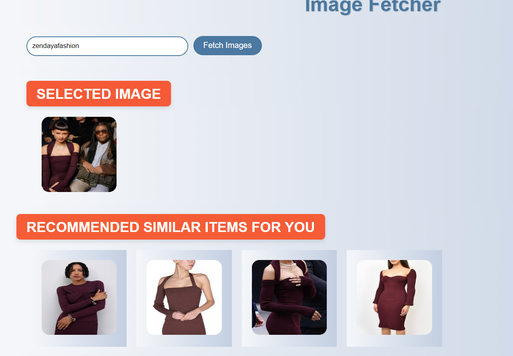 Image Fetcher
zendayafashion
Fetch Images
SELECTED IMAGE
RECOMMENDED SIMILAR ITEMS FOR YOU